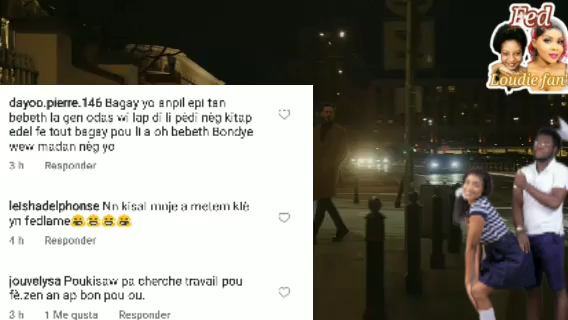 Fed
Loudie fan
dayoo.pierre.146 Bagay yo anpil epi tan
bebeth la gen odas wi lap di li pèdi nèg kitap
edel fe tout bagay pou li a oh bebeth Bondye
wew madan nèg yo
3 h Responder
leishadelphonse Nn kisal mnje a metem klè
yn fedlame😂😂😂😂
4 h Responder
jouvelysa Poukisaw pa cherche travail pou
fè.zen an ap bon pou ou.
3 h 1 Me gusta Responder